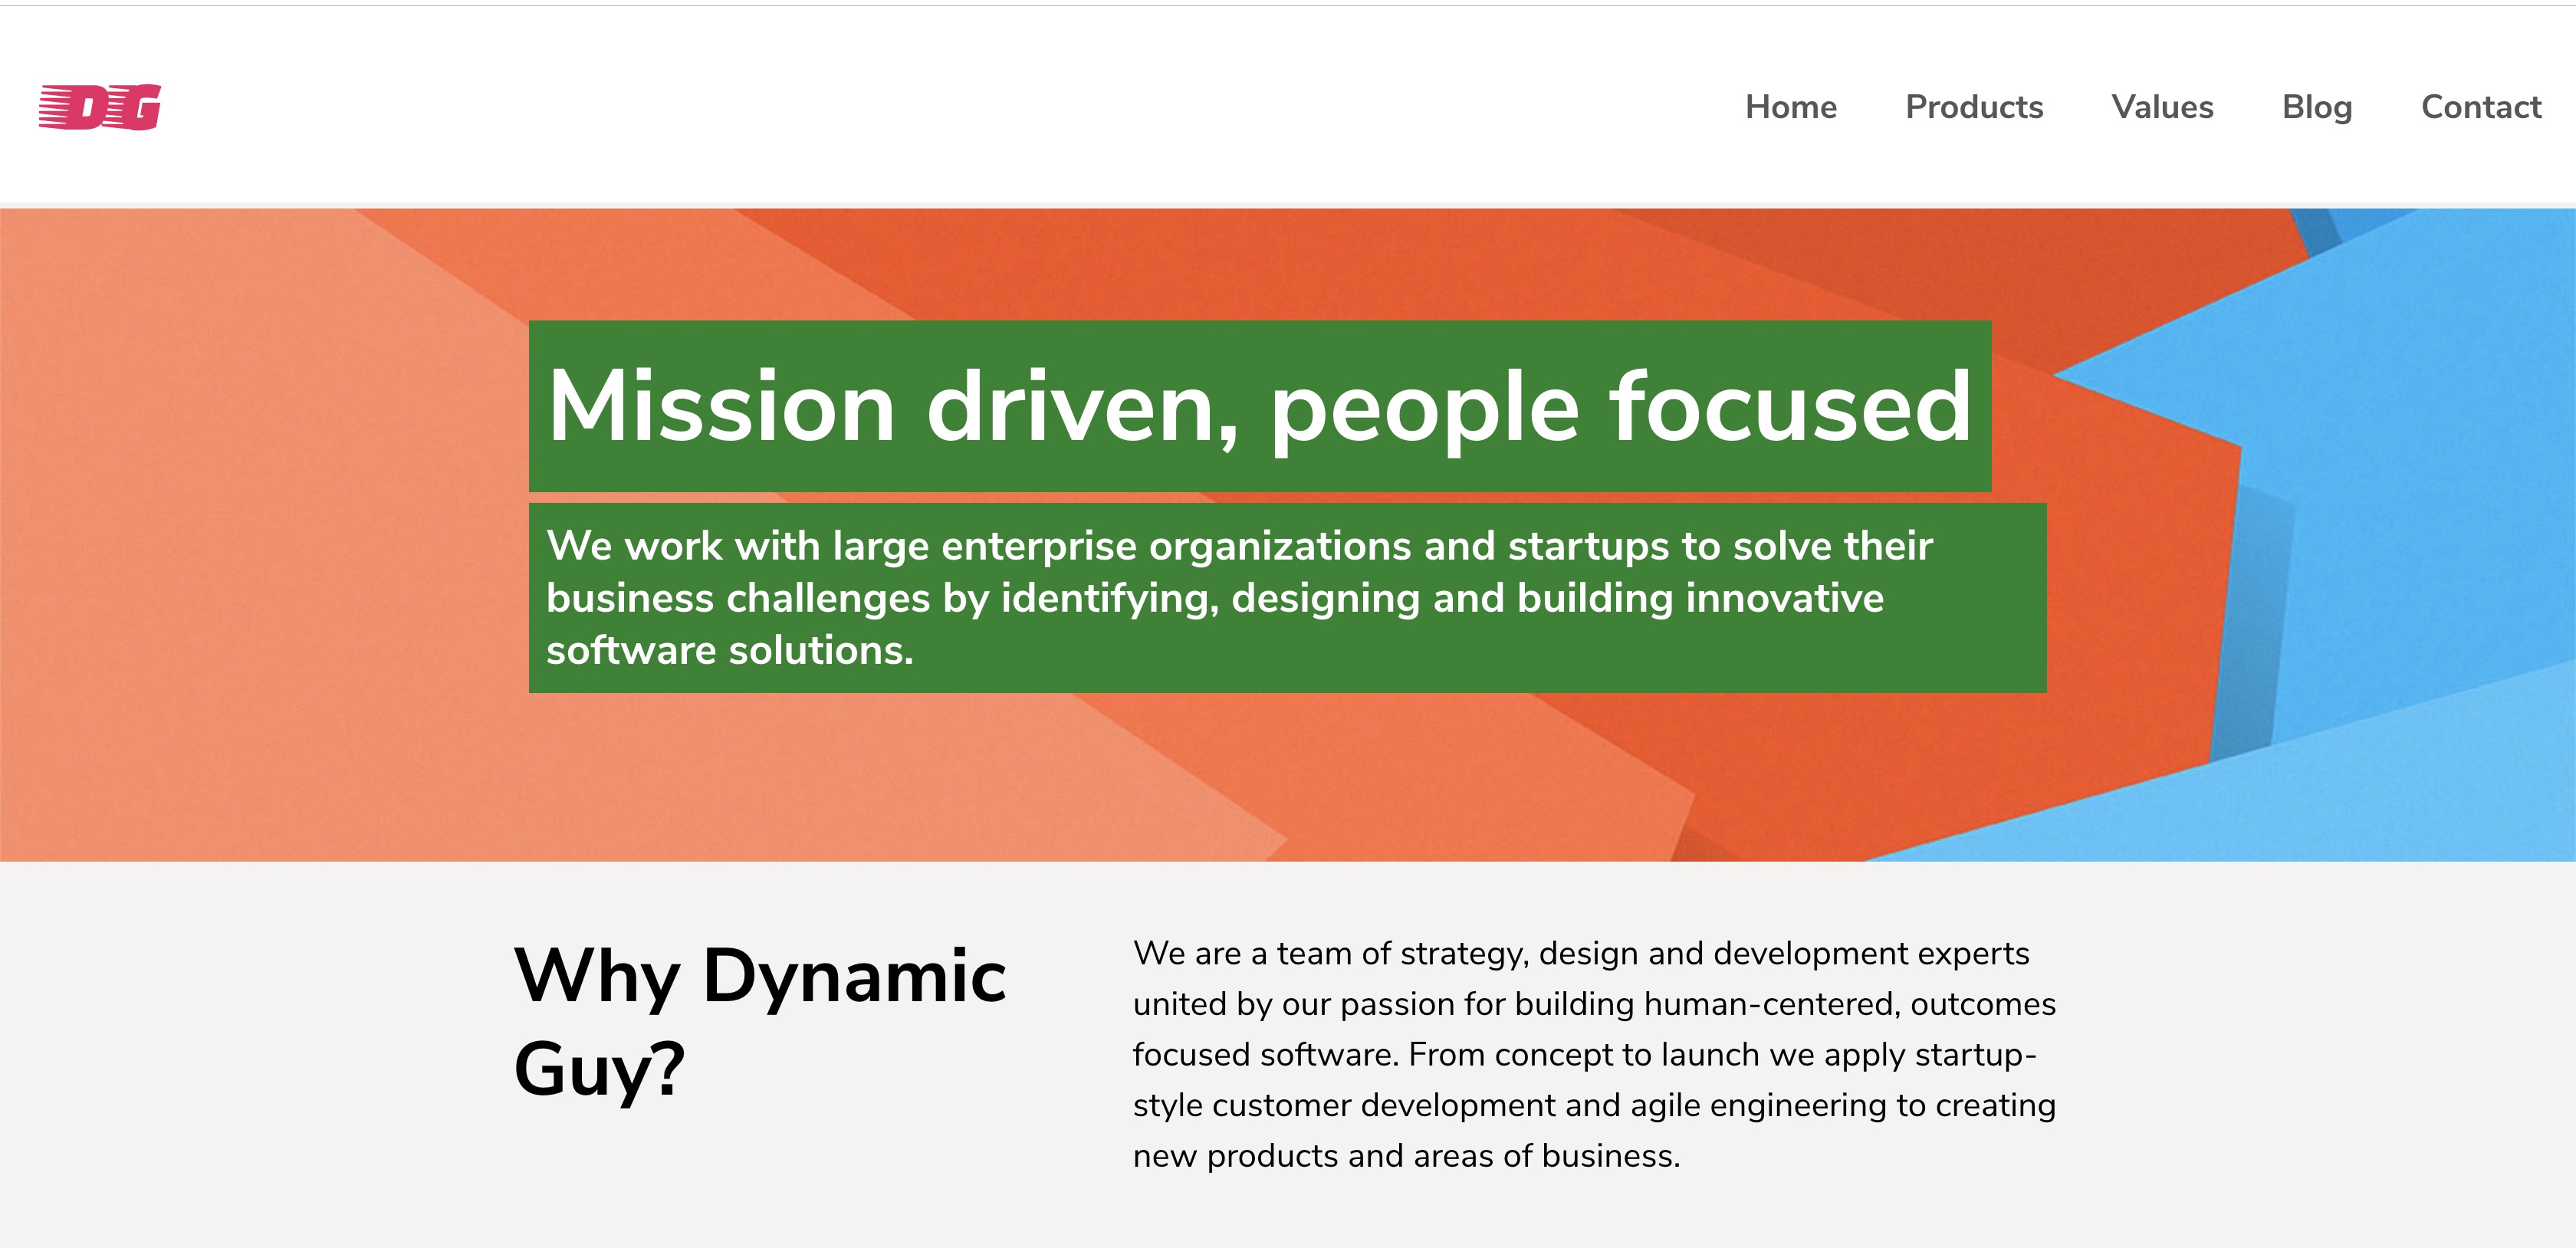 DG
Home Products Values Blog Contact
Mission driven, people focused
We work with large enterprise organizations and startups to solve their
business challenges by identifying, designing and building innovative
software solutions.
Why Dynamic
Guy?
We are a team of strategy, design and development experts
united by our passion for building human-centered, outcomes
focused software. From concept to launch we apply startup-
style customer development and agile engineering to creating
new products and areas of business.